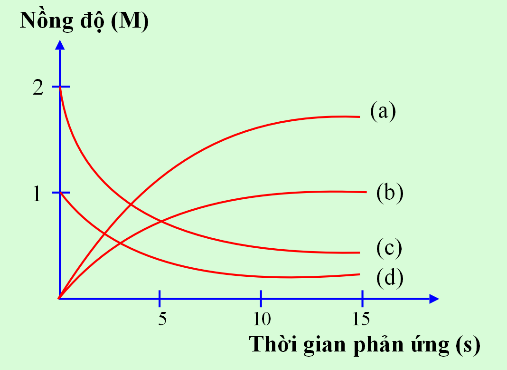 Nồng độ (M)
2
(a)
1
(b)
(c)
(d)
5
10
15
Thời gian phản ứng (s)